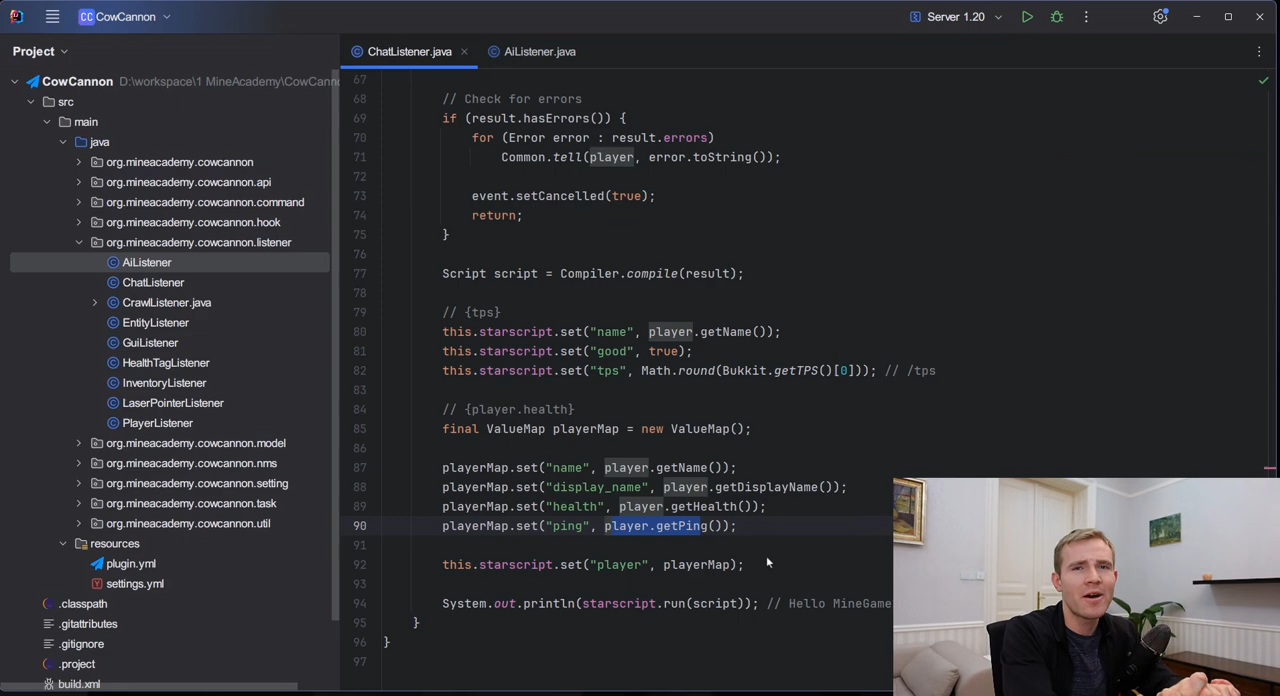 CC CowCannon
Server 1.20
Project
ChatListener.java
AiListener.java
CowCannon D:\workspace\1 MineAcademy\CowCann
src
main
java
org.mineacademy.cowcannon
org.mineacademy.cowcannon.api
org.mineacademy.cowcannon.command
org.mineacademy.cowcannon.hook
org.mineacademy.cowcannon.listener
AiListener
ChatListener
CrawlListener.java
EntityListener
GuiListener
HealthTagListener
InventoryListener
LaserPointerListener
PlayerListener
org.mineacademy.cowcannon.model
org.mineacademy.cowcannon.nms
org.mineacademy.cowcannon.setting
org.mineacademy.cowcannon.task
org.mineacademy.cowcannon.util
resources
plugin.yml
settings.yml
.classpath
.gitattributes
.gitignore
.project
build.xml
67
68 // Check for errors
69 if (result.hasErrors()) {
70 for (Error error : result.errors)
71 Common.tell(player, error.toString());
72
73 event.setCancelled(true);
74 return;
75 }
76
77 Script script = Compiler.compile(result);
78
79 // {tps}
80 this.starscript.set("name", player.getName());
81 this.starscript.set("good", true);
82 this.starscript.set("tps", Math.round(Bukkit.getTPS()[0])); // /tps
83
84 // {player.health}
85 final ValueMap playerMap = new ValueMap();
86
87 playerMap.set("name", player.getName());
88 playerMap.set("display_name", player.getDisplayName());
89 playerMap.set("health", player.getHealth());
90 playerMap.set("ping", player.getPing());
91
92 this.starscript.set("player", playerMap);
93
94 System.out.println(starscript.run(script)); // Hello MineGame
95 }
96 }
97